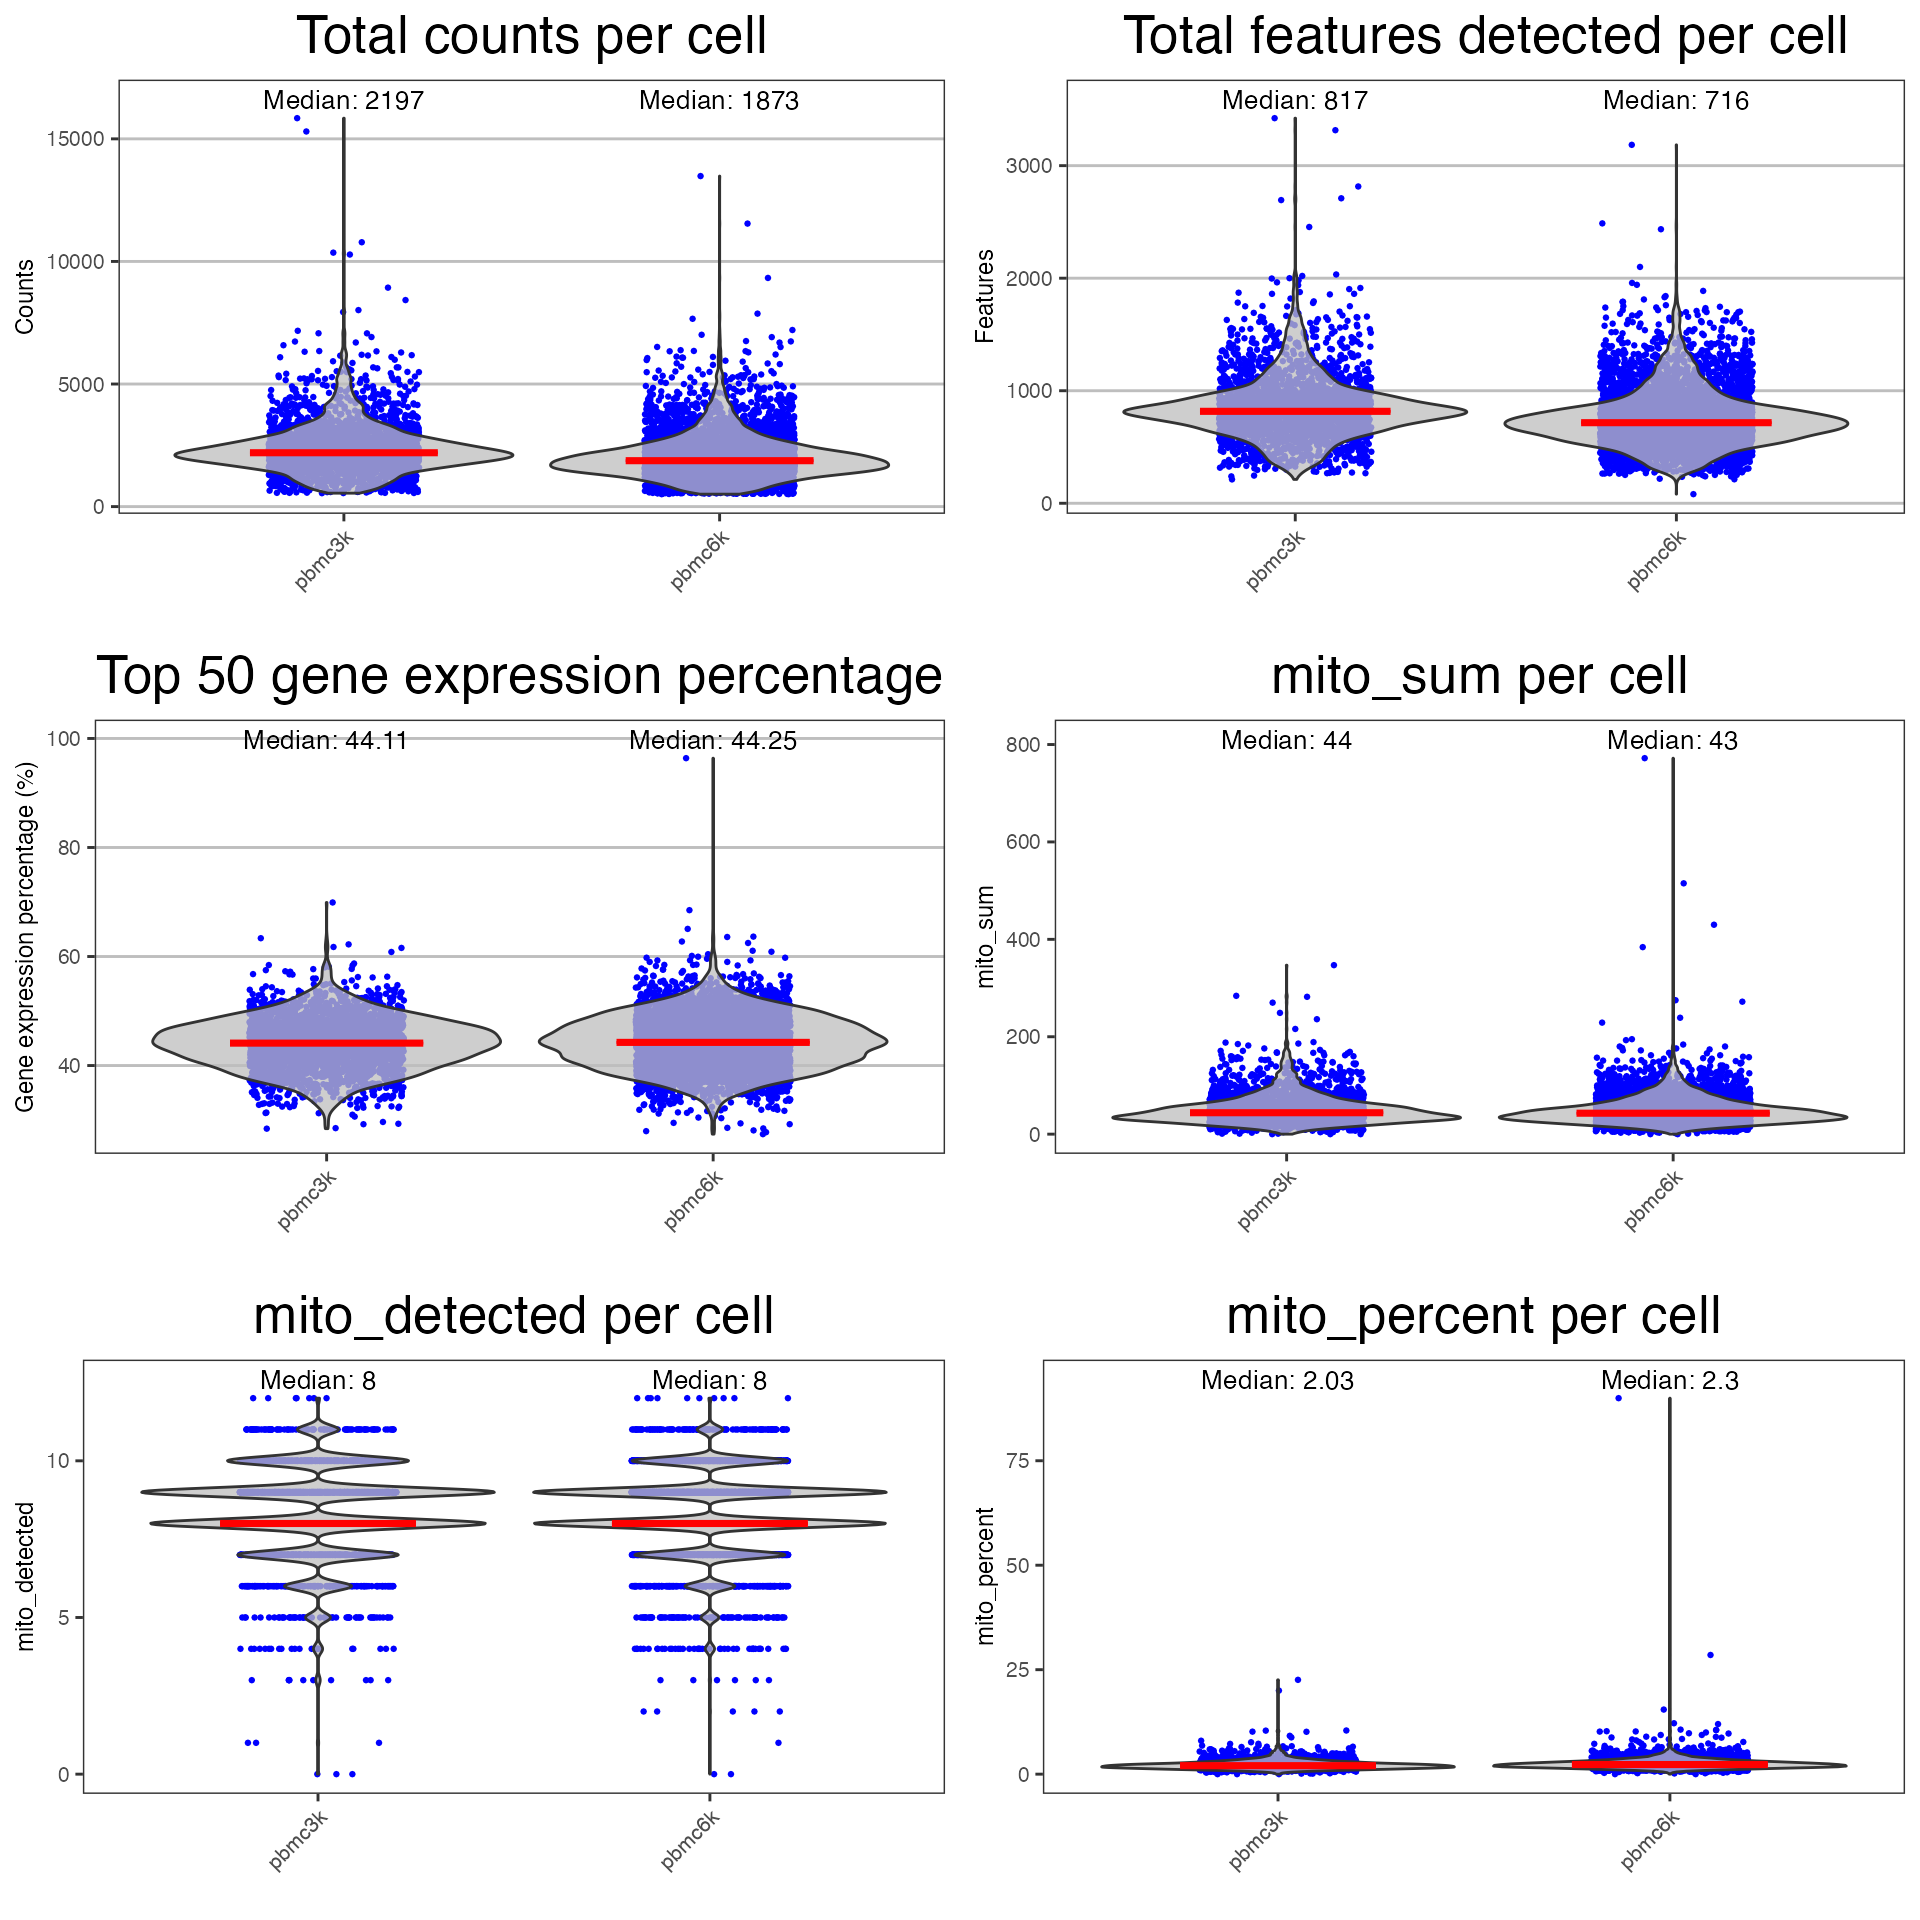 Total counts per cell
Median: 2197
Median: 1873
15000
10000
5000
0
Counts
pbmc3k
pbmc6k
Total features detected per cell
Median: 817
Median: 716
3000
2000
1000
0
Features
pbmc3k
pbmc6k
Top 50 gene expression percentage
Median: 44.11
Median: 44.25
100
80
60
40
Gene expression percentage (%)
pbmc3k
pbmc6k
mito_sum per cell
Median: 44
Median: 43
800
600
400
200
0
mito_sum
pbmc3k
pbmc6k
mito_detected per cell
Median: 8
Median: 8
10
5
0
mito_detected
pbmc3k
pbmc6k
mito_percent per cell
Median: 2.03
Median: 2.3
75
50
25
0
mito_percent
pbmc3k
pbmc6k